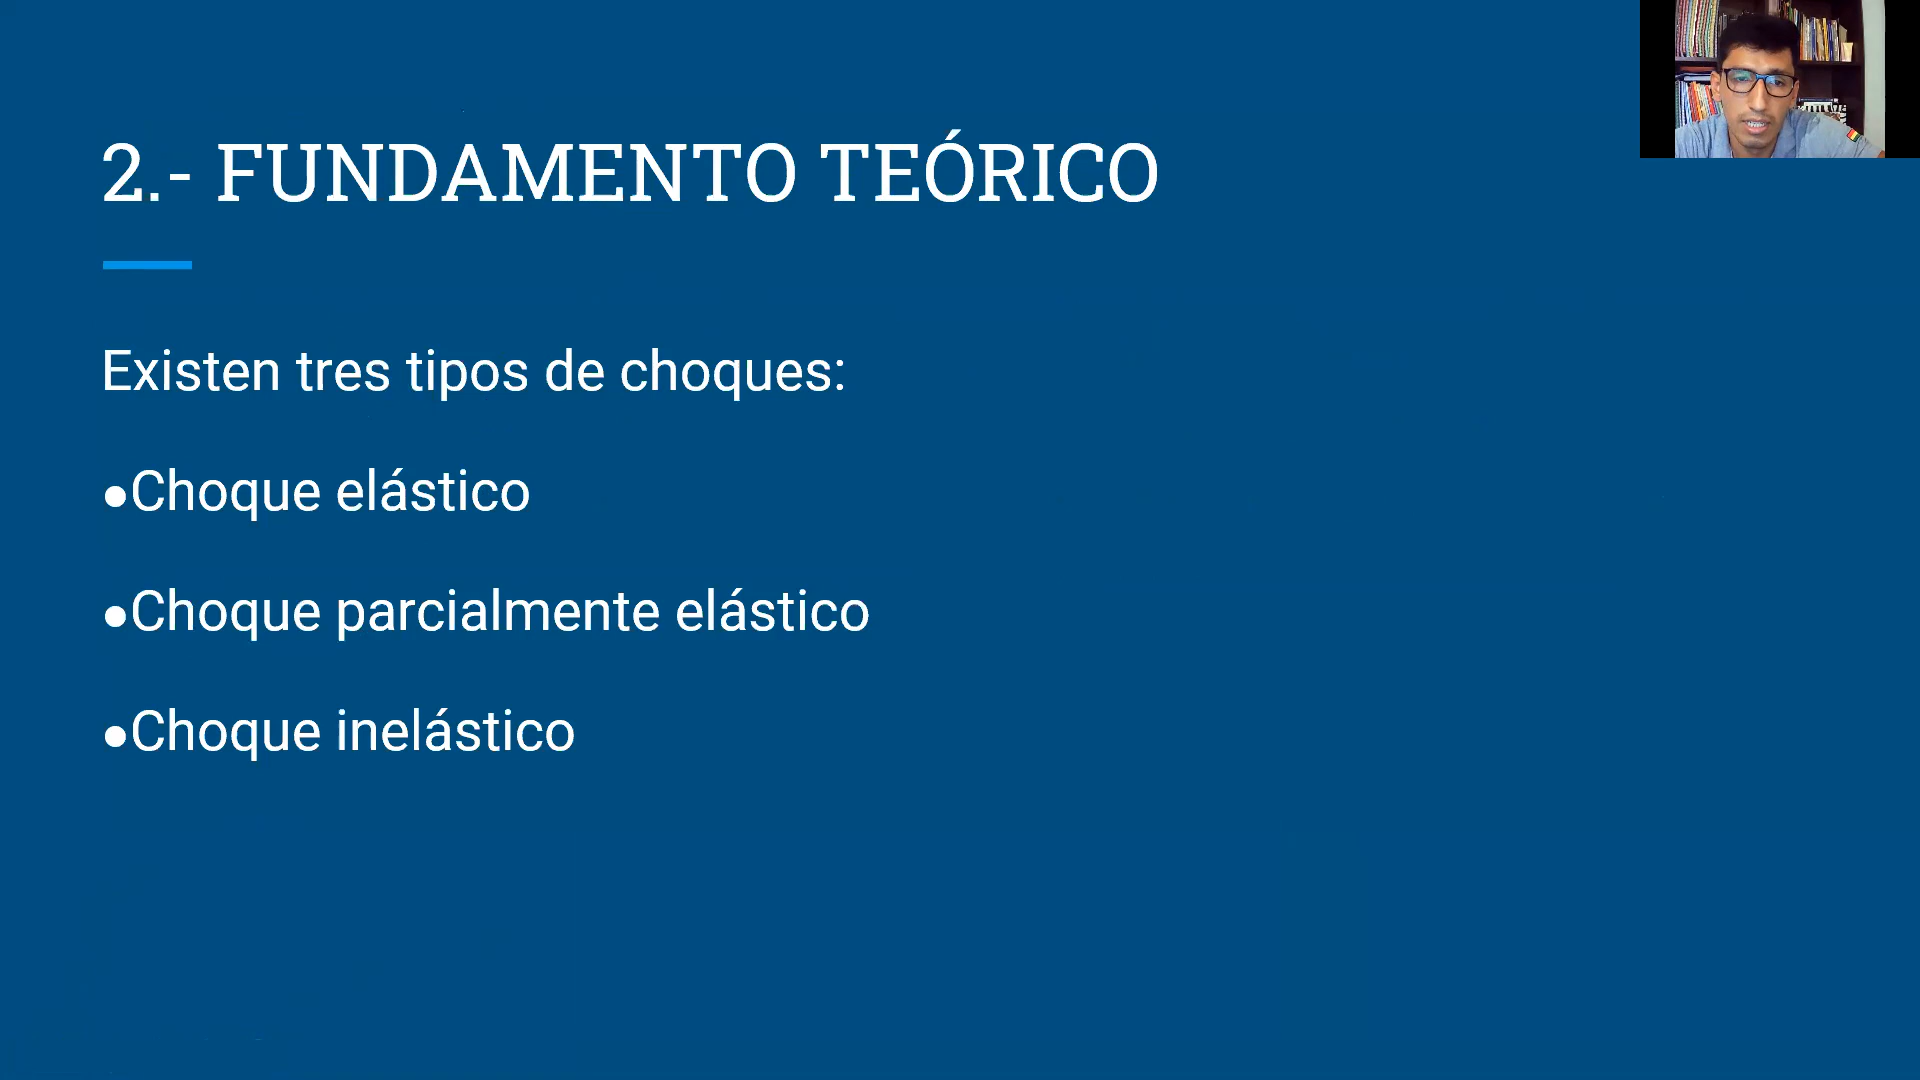 2.- FUNDAMENTO TEÓRICO
Existen tres tipos de choques:
●Choque elástico
●Choque parcialmente elástico
●Choque inelástico